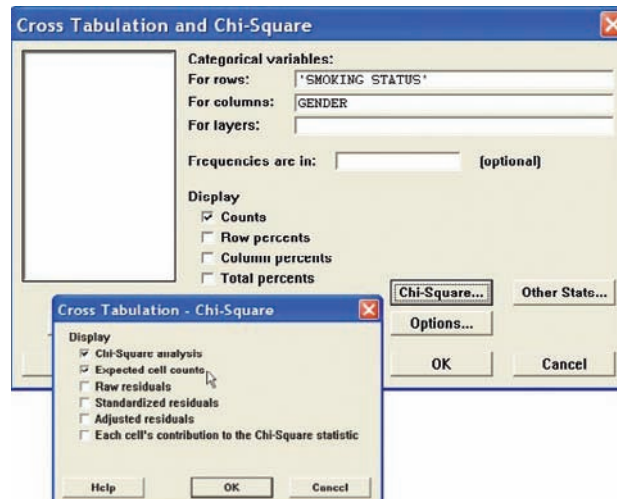 Cross Tabulation and Chi-Square
Categorical variables:
For rows: 'SMOKING STATUS'
For columns: GENDER
For layers:
Frequencies are in: (optional)
Display
Counts
Row percents
Column percents
Total percents
Chi-Square... Other Stats...
Options...
OK Cancel
Cross Tabulation - Chi-Square
Display
Chi-Square analysis
Expected cell counts
Raw residuals
Standardized residuals
Adjusted residuals
Each cell's contribution to the Chi-Square statistic
Help OK Cancel